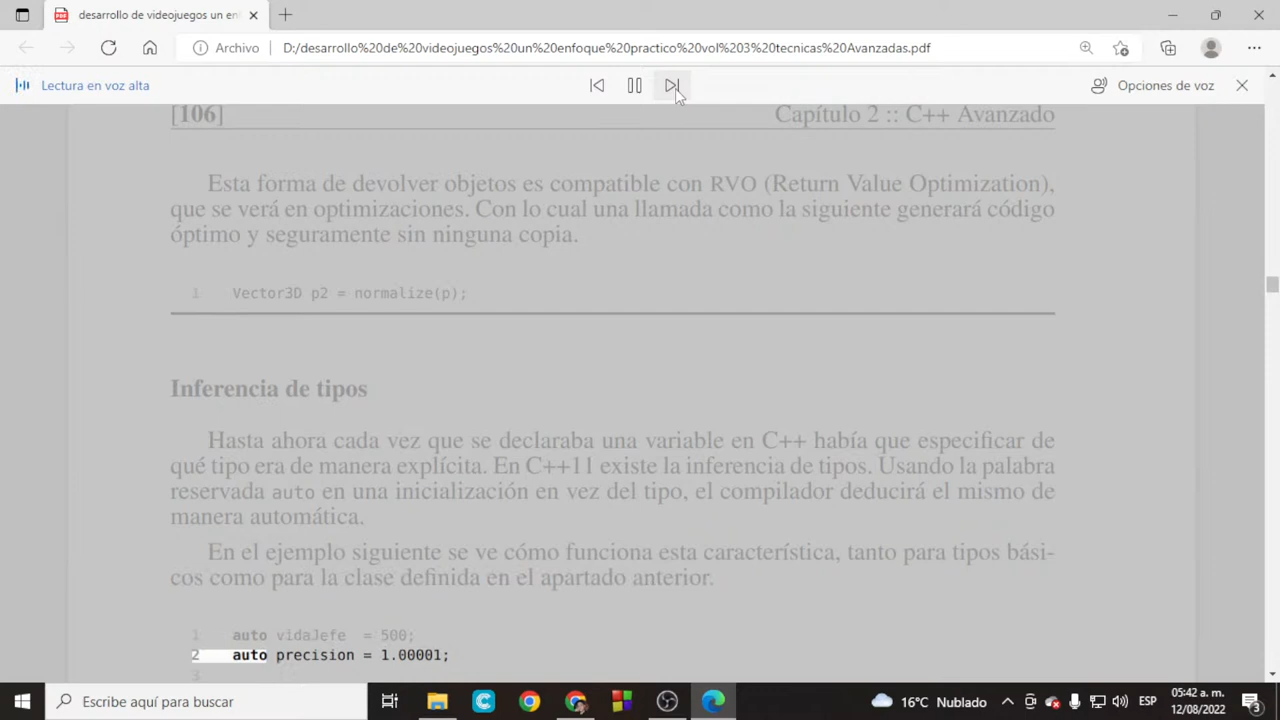 desarrollo de videojuegos un en
Archivo D:/desarrollo%20de%20videojuegos%20un%20enfoque%20practico%20vol%203%20tecnicas%20Avanzadas.pdf
Lectura en voz alta
Opciones de voz
[106] Capítulo 2 :: C++ Avanzado
Esta forma de devolver objetos es compatible con RVO (Return Value Optimization),
que se verá en optimizaciones. Con lo cual una llamada como la siguiente generará código
óptimo y seguramente sin ninguna copia.
1 Vector3D p2 = normalize(p);
Inferencia de tipos
Hasta ahora cada vez que se declaraba una variable en C++ había que especificar de
qué tipo era de manera explícita. En C++11 existe la inferencia de tipos. Usando la palabra
reservada auto en una inicialización en vez del tipo, el compilador deducirá el mismo de
manera automática.
En el ejemplo siguiente se ve cómo funciona esta característica, tanto para tipos bási-
cos como para la clase definida en el apartado anterior.
1 auto vidaJefe = 500;
2 auto precision = 1.00001;
3
Escribe aquí para buscar
16°C Nublado
ESP
05:42 a. m.
12/08/2022
3